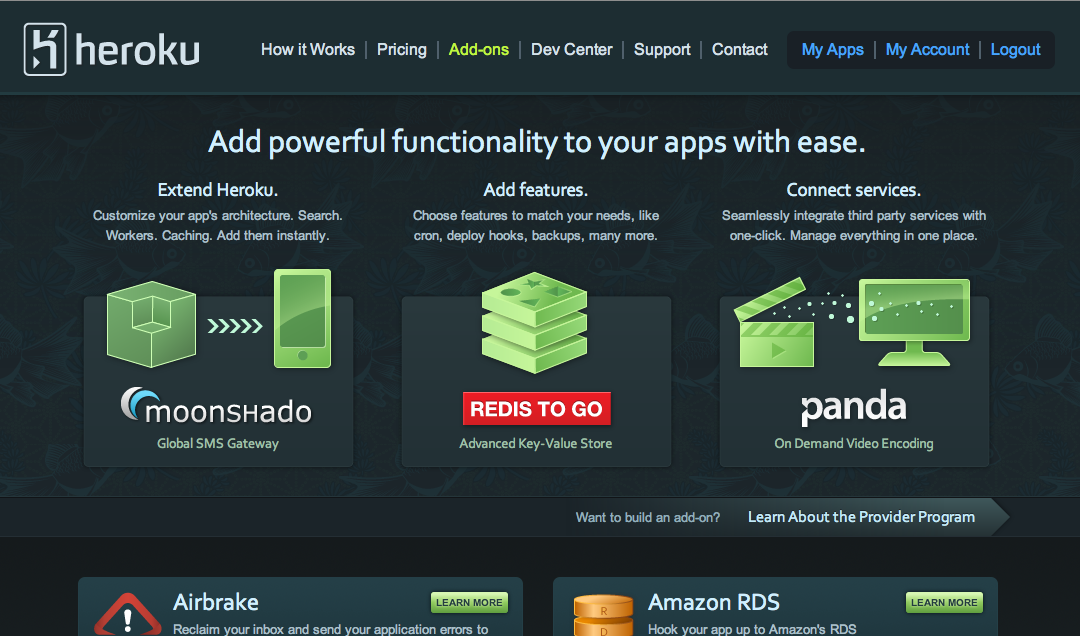 heroku
How it Works
Pricing
Add-ons
Dev Center
Support
Contact
My Apps
My Account
Logout
Add powerful functionality to your apps with ease.
Extend Heroku.
Customize your app's architecture. Search.
Workers. Caching. Add them instantly.
Add features.
Choose features to match your needs, like
cron, deploy hooks, backups, many more.
Connect services.
Seamlessly integrate third party services with
one-click. Manage everything in one place.
moonshado
Global SMS Gateway
REDIS TO GO
Advanced Key-Value Store
panda
On Demand Video Encoding
Want to build an add-on?
Learn About the Provider Program
Airbrake
LEARN MORE
Reclaim your inbox and send your application errors to
R
D
Amazon RDS
LEARN MORE
Hook your app up to Amazon's RDS